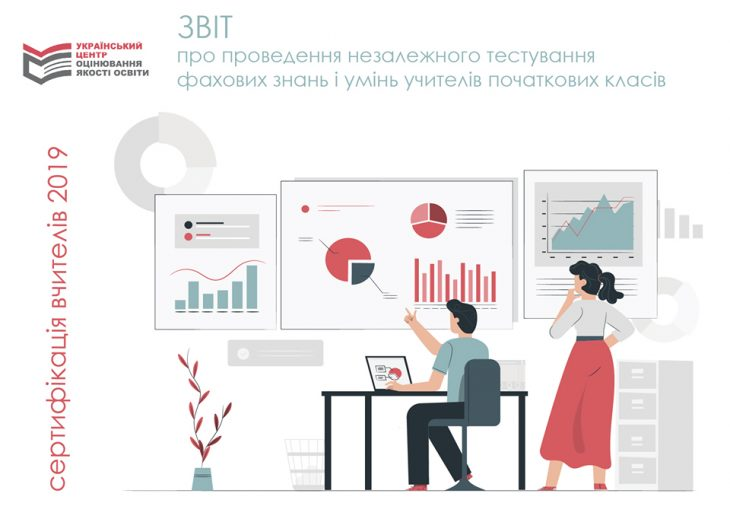 УКРАЇНСЬКИЙ
ЦЕНТР
ОЦІНЮВАННЯ
ЯКОСТІ ОСВІТИ
ЗВІТ
про проведення незалежного тестування
фахових знань і умінь учителів початкових класів
сертифікація вчителів 2019